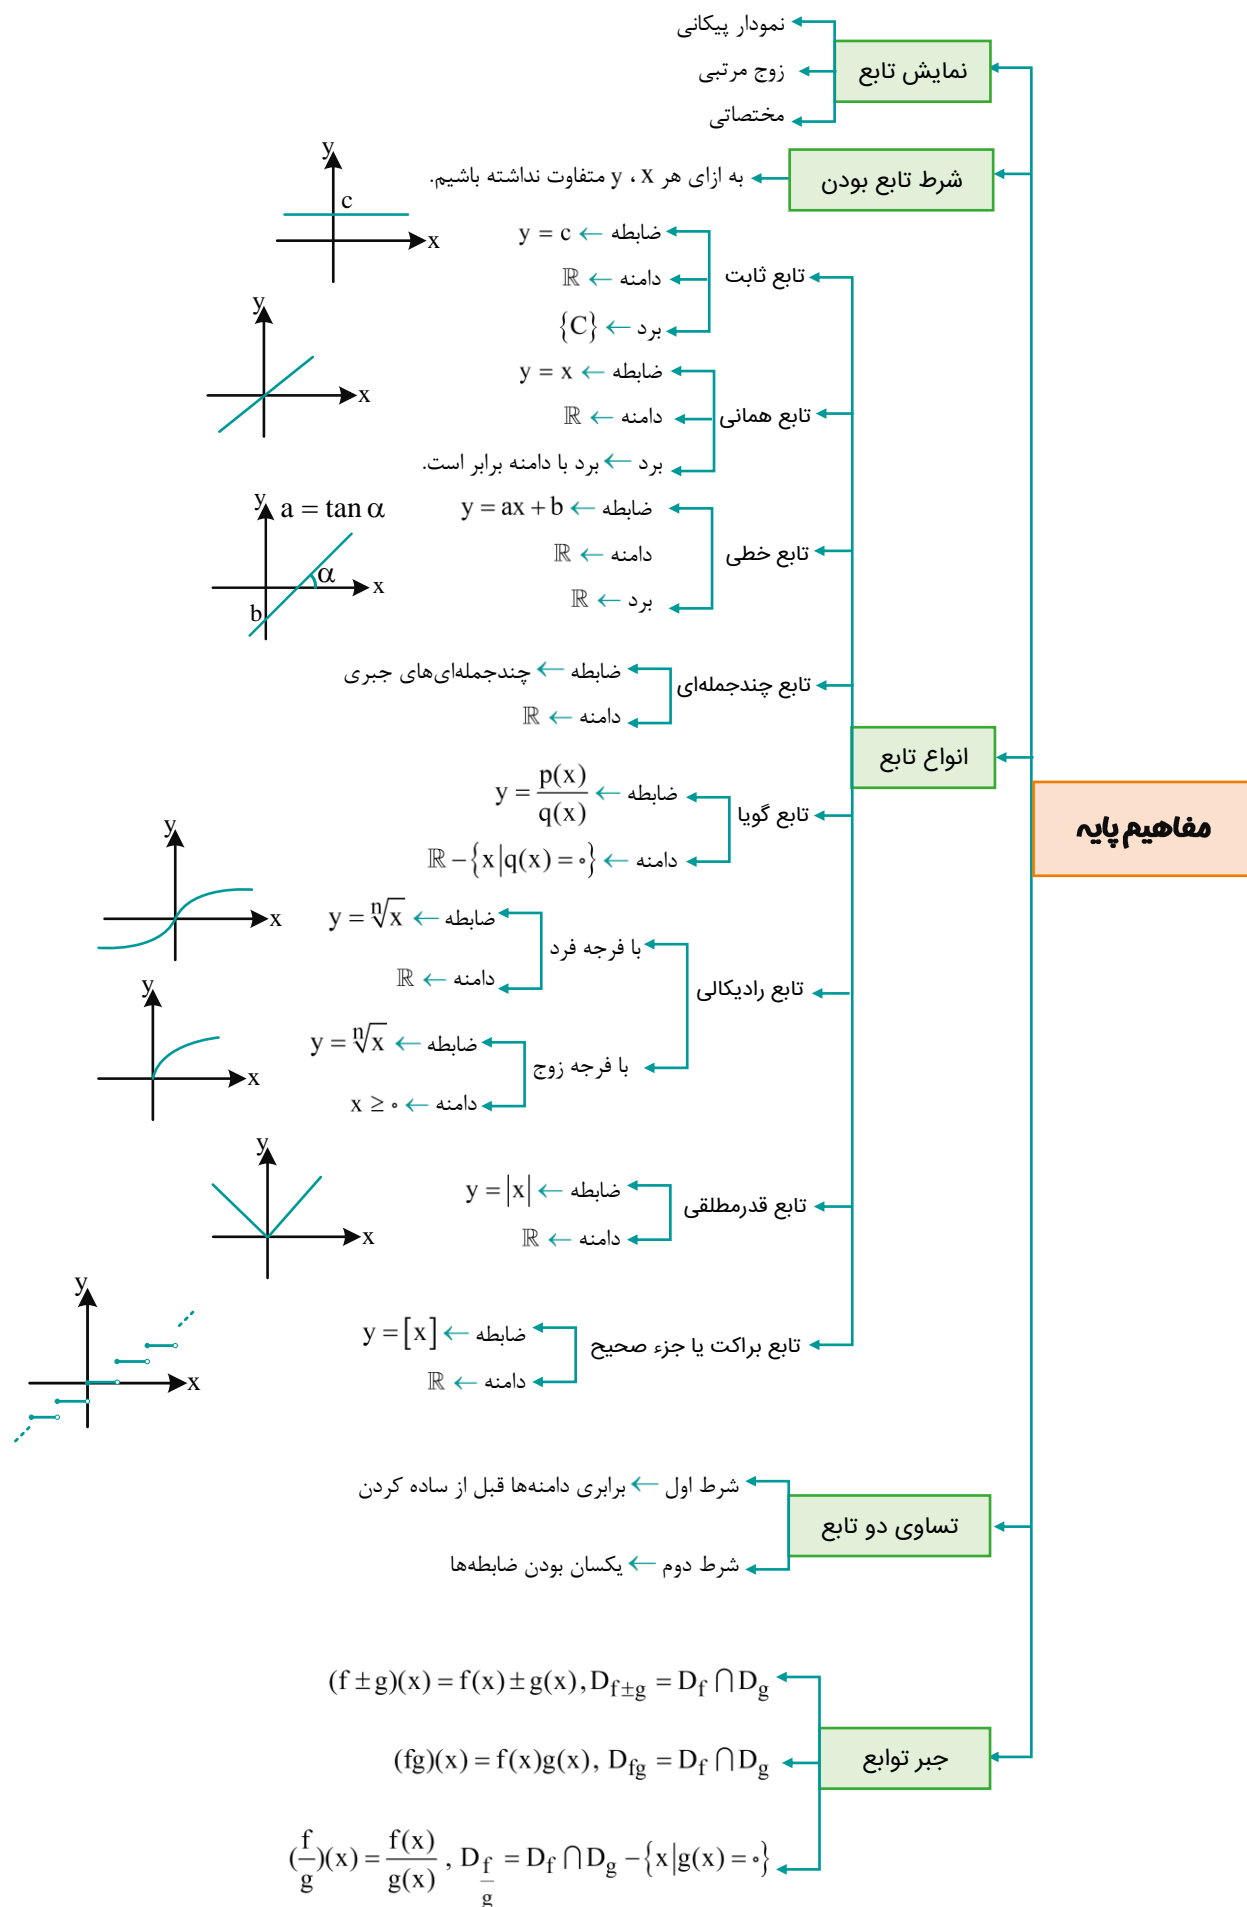 مفاهیم پایه
نمایش تابع
نمودار پیکانی
زوج مرتبی
مختصاتی
شرط تابع بودن
به ازای هر x ، y متفاوت نداشته باشیم.
انواع تابع
تابع ثابت
ضابطه ← y = c
دامنه ← ℝ
برد ← {C}
y
c
x
تابع همانی
ضابطه ← y = x
دامنه ← ℝ
برد ← برد با دامنه برابر است.
y
x
تابع خطی
ضابطه ← y = ax + b
دامنه ← ℝ
برد ← ℝ
y
a = tan α
α
x
b
تابع چندجمله‌ای
ضابطه ← چندجمله‌ای‌های جبری
دامنه ← ℝ
تابع گویا
ضابطه ← y = p(x)/q(x)
دامنه ← ℝ − {x|q(x) = ۰}
تابع رادیکالی
با فرجه فرد
ضابطه ← y = ⁿ√x
دامنه ← ℝ
y
x
با فرجه زوج
ضابطه ← y = ⁿ√x
دامنه ← x ≥ ۰
y
x
تابع قدرمطلقی
ضابطه ← y = |x|
دامنه ← ℝ
y
x
تابع براکت یا جزء صحیح
ضابطه ← y = [x]
دامنه ← ℝ
y
x
تساوی دو تابع
شرط اول ← برابری دامنه‌ها قبل از ساده کردن
شرط دوم ← یکسان بودن ضابطه‌ها
جبر توابع
(f ± g)(x) = f(x) ± g(x), D_{f±g} = D_f ∩ D_g
(fg)(x) = f(x)g(x), D_{fg} = D_f ∩ D_g
(f/g)(x) = f(x)/g(x) , D_{f/g} = D_f ∩ D_g − {x|g(x) = ۰}